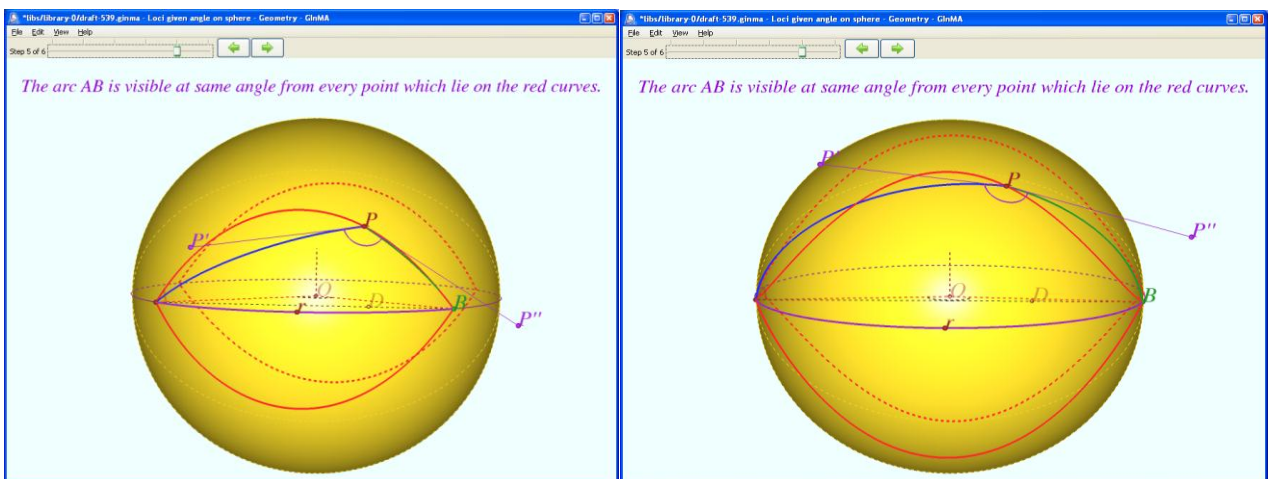 *libs/library-0/draft-539.ginma - Loci given angle on sphere - Geometry - GInMA
File Edit View Help
Step 5 of 6
The arc AB is visible at same angle from every point which lie on the red curves.
P
P'
O
D
B
r
P''
*libs/library-0/draft-539.ginma - Loci given angle on sphere - Geometry - GInMA
File Edit View Help
Step 5 of 6
The arc AB is visible at same angle from every point which lie on the red curves.
P'
P
P''
O
D
B
r